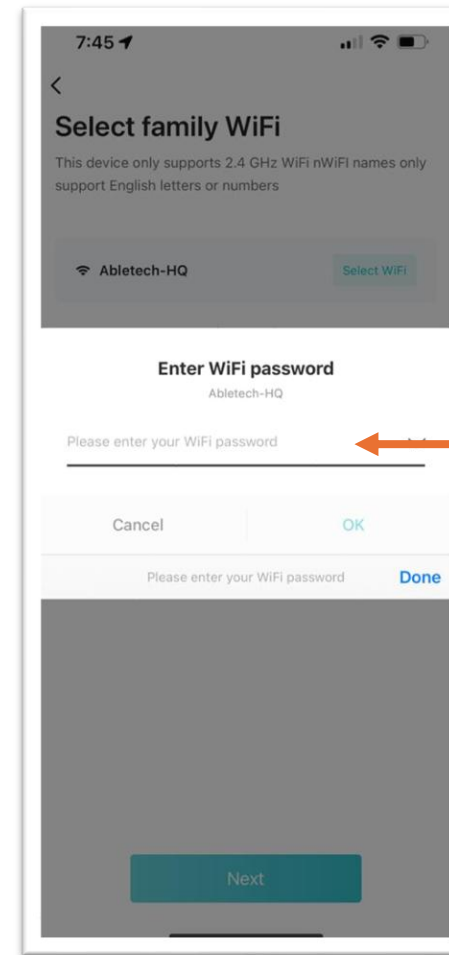 7:45
Select family WiFi
This device only supports 2.4 GHz WiFi nWiFI names only
support English letters or numbers
Abletech-HQ
Select WiFi
Enter WiFi password
Abletech-HQ
Please enter your WiFi password
Cancel
OK
Please enter your WiFi password
Done
Next